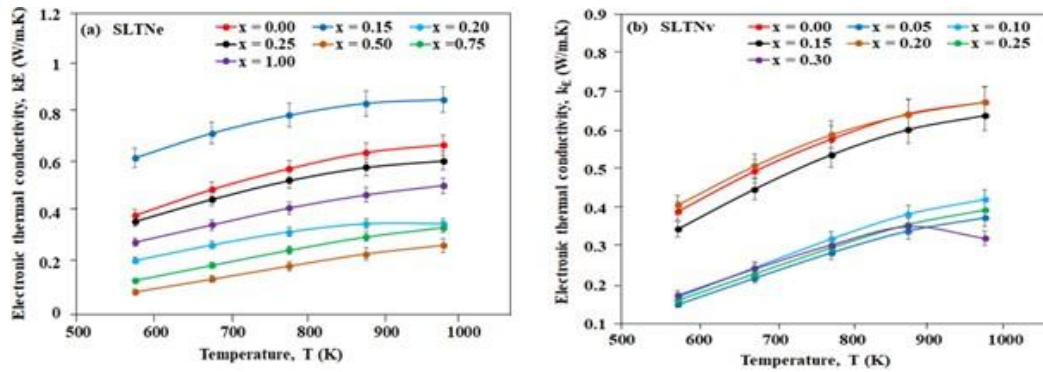 (a) SLTNe
x = 0.00 x = 0.15 x = 0.20
x = 0.25 x = 0.50 x = 0.75
x = 1.00
Electronic thermal conductivity, kE (W/m.K)
1.2
1
0.8
0.6
0.4
0.2
0
500 600 700 800 900 1000
Temperature, T (K)
(b) SLTNv
x = 0.00 x = 0.05 x = 0.10
x = 0.15 x = 0.20 x = 0.25
x = 0.30
Electronic thermal conductivity, kE (W/m.K)
0.9
0.8
0.7
0.6
0.5
0.4
0.3
0.2
0.1
500 600 700 800 900 1000
Temperature, T (K)